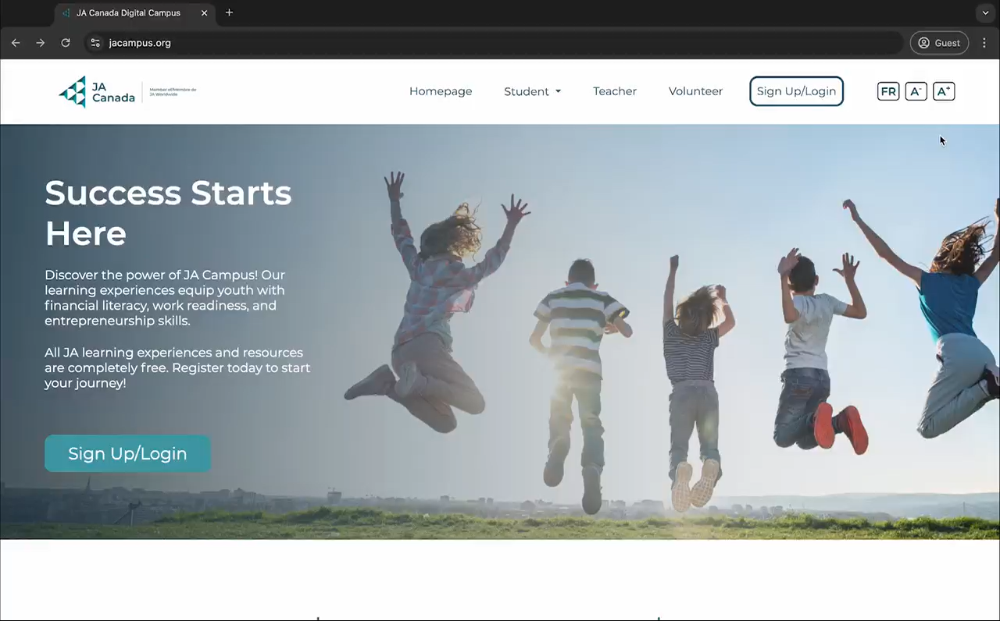 JA Canada Digital Campus
jacampus.org
Guest
JA
Canada
Member of/Membre de
JA Worldwide
Homepage
Student
Teacher
Volunteer
Sign Up/Login
FR
A-
A+
Success Starts
Here
Discover the power of JA Campus! Our
learning experiences equip youth with
financial literacy, work readiness, and
entrepreneurship skills.
All JA learning experiences and resources
are completely free. Register today to start
your journey!
Sign Up/Login